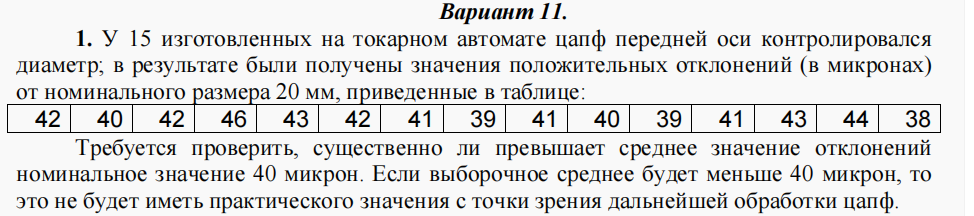 Вариант 11.
1. У 15 изготовленных на токарном автомате цапф передней оси контролировался
диаметр; в результате были получены значения положительных отклонений (в микронах)
от номинального размера 20 мм, приведенные в таблице:
42 40 42 46 43 42 41 39 41 40 39 41 43 44 38
Требуется проверить, существенно ли превышает среднее значение отклонений
номинальное значение 40 микрон. Если выборочное среднее будет меньше 40 микрон, то
это не будет иметь практического значения с точки зрения дальнейшей обработки цапф.